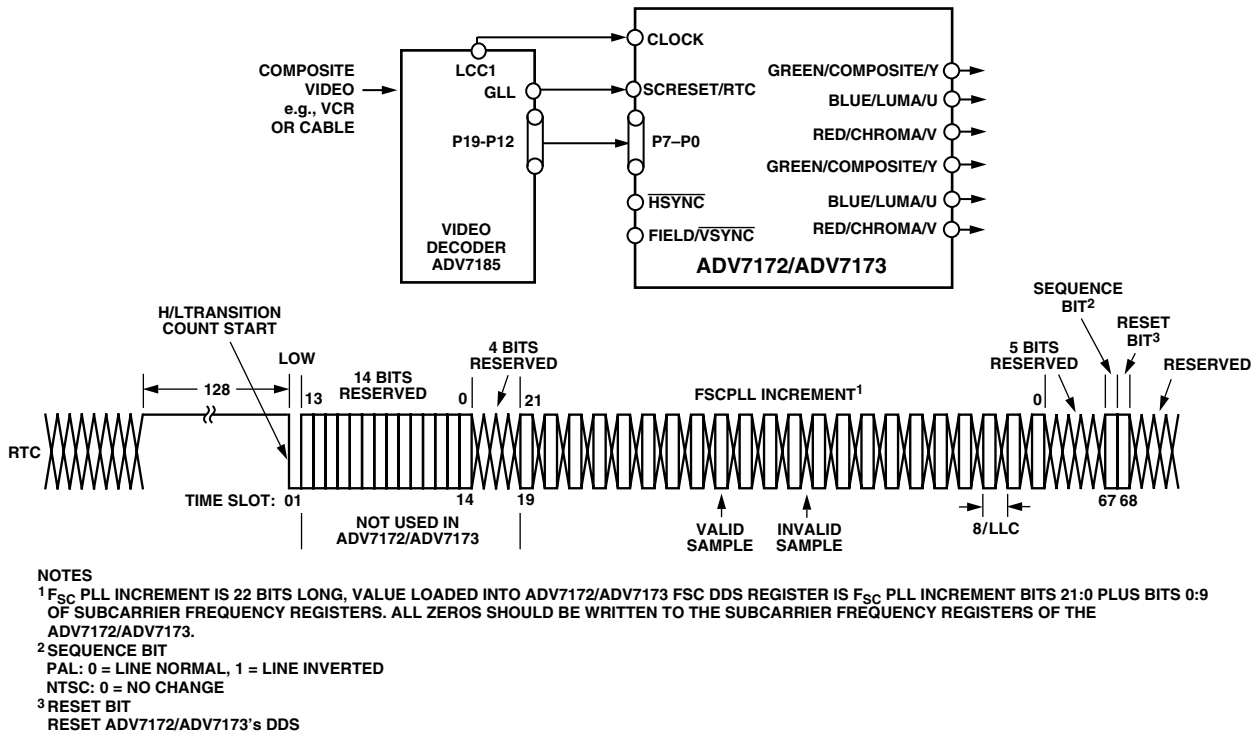 COMPOSITE
VIDEO
e.g., VCR
OR CABLE
LCC1
GLL
P19-P12
VIDEO
DECODER
ADV7185
CLOCK
SCRESET/RTC
P7–P0
HSYNC
FIELD/VSYNC
GREEN/COMPOSITE/Y
BLUE/LUMA/U
RED/CHROMA/V
GREEN/COMPOSITE/Y
BLUE/LUMA/U
RED/CHROMA/V
ADV7172/ADV7173
H/LTRANSITION
COUNT START
LOW
128
13
14 BITS
RESERVED
0
4 BITS
RESERVED
21
FSCPLL INCREMENT1
0
5 BITS
RESERVED
SEQUENCE
BIT2
RESET
BIT3
RESERVED
RTC
TIME SLOT: 01
14
19
67 68
NOT USED IN
ADV7172/ADV7173
VALID
SAMPLE
INVALID
SAMPLE
8/LLC
NOTES
1 FSC PLL INCREMENT IS 22 BITS LONG, VALUE LOADED INTO ADV7172/ADV7173 FSC DDS REGISTER IS FSC PLL INCREMENT BITS 21:0 PLUS BITS 0:9
OF SUBCARRIER FREQUENCY REGISTERS. ALL ZEROS SHOULD BE WRITTEN TO THE SUBCARRIER FREQUENCY REGISTERS OF THE
ADV7172/ADV7173.
2 SEQUENCE BIT
PAL: 0 = LINE NORMAL, 1 = LINE INVERTED
NTSC: 0 = NO CHANGE
3 RESET BIT
RESET ADV7172/ADV7173's DDS